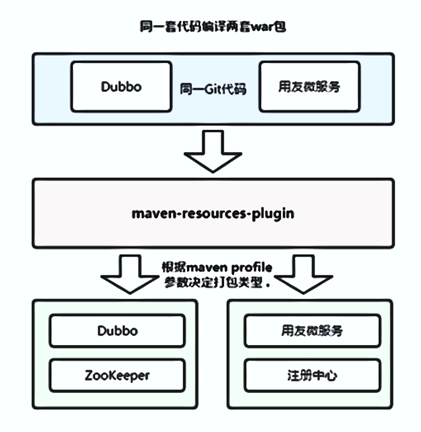 同一套代码编译两套war包
Dubbo
同一Git代码
用友微服务
maven-resources-plugin
根据maven profile
参数决定打包类型。
Dubbo
用友微服务
ZooKeeper
注册中心